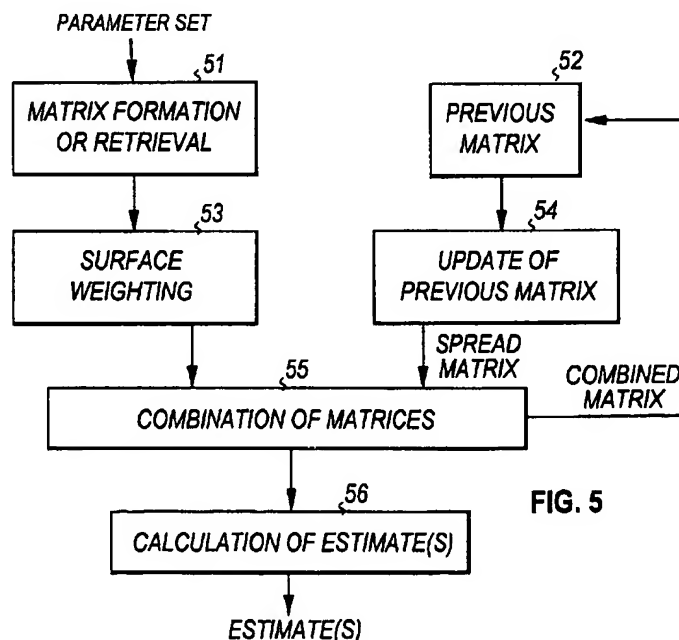 PARAMETER SET
51
MATRIX FORMATION
OR RETRIEVAL
52
PREVIOUS
MATRIX
53
SURFACE
WEIGHTING
54
UPDATE OF
PREVIOUS MATRIX
SPREAD
MATRIX
COMBINED
MATRIX
55
COMBINATION OF MATRICES
56
CALCULATION OF ESTIMATE(S)
FIG. 5
ESTIMATE(S)